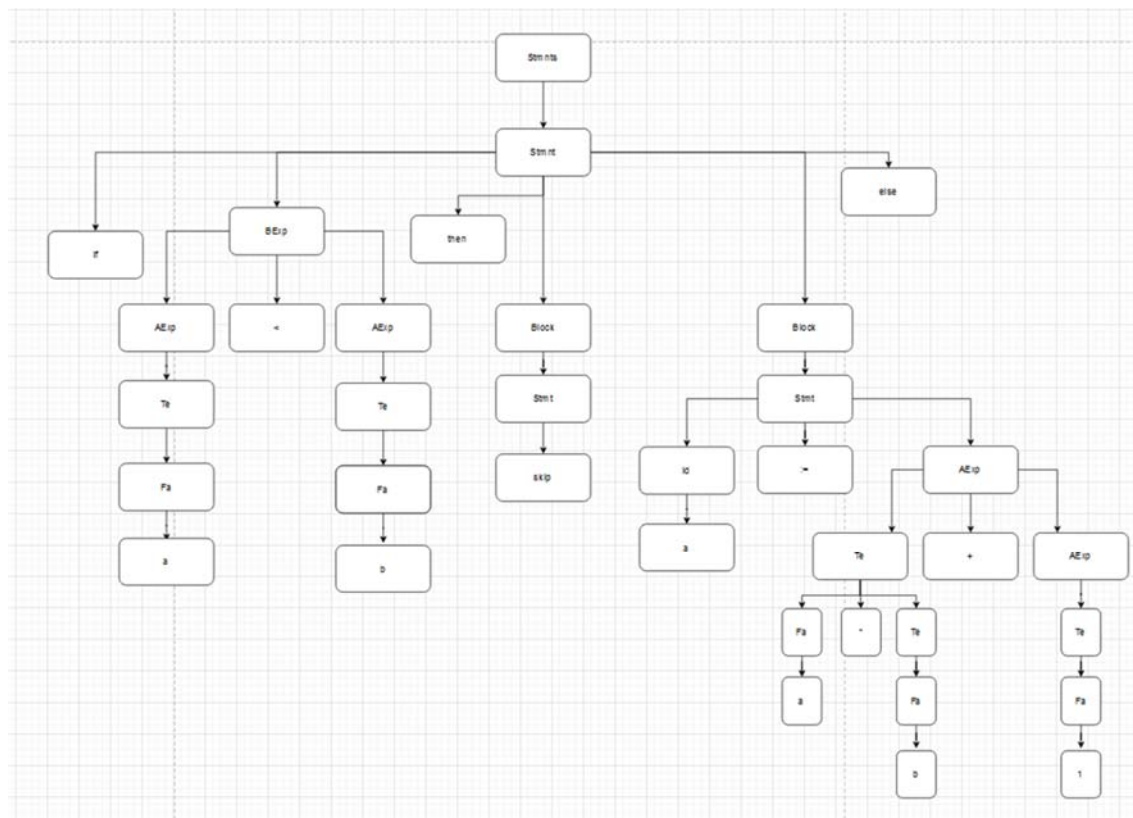 Stmnts
Stmnt
else
BExp
then
if
AExp
<
AExp
Block
Block
Te
Te
Stmt
Stmt
Fa
Fa
skip
id
:=
AExp
a
b
a
Te
+
AExp
Fa
*
Te
Te
a
Fa
Fa
b
1